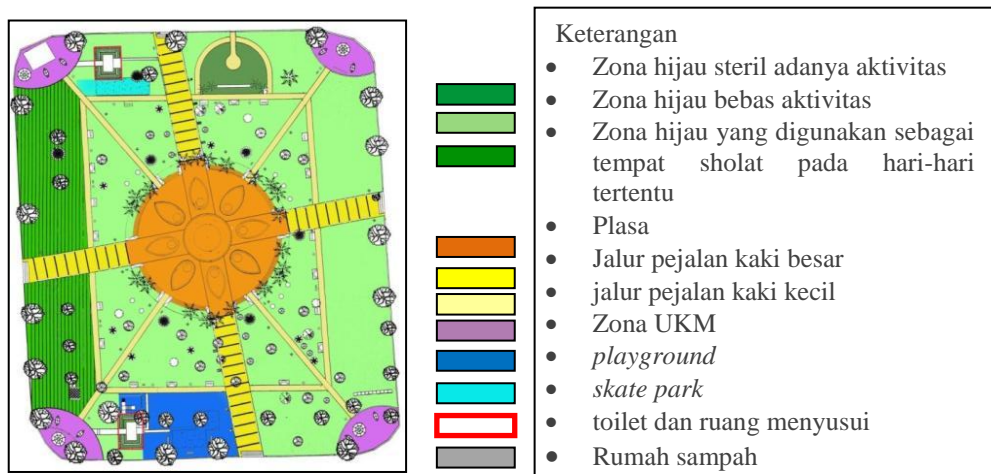 Keterangan
• Zona hijau steril adanya aktivitas
• Zona hijau bebas aktivitas
• Zona hijau yang digunakan sebagai
tempat sholat pada hari-hari
tertentu
• Plasa
• Jalur pejalan kaki besar
• jalur pejalan kaki kecil
• Zona UKM
• playground
• skate park
• toilet dan ruang menyusui
• Rumah sampah